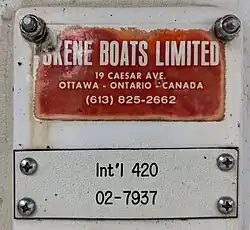 SKENE BOATS LIMITED
19 CAESAR AVE.
OTTAWA - ONTARIO - CANADA
(613) 825-2662
Int'l 420
02-7937